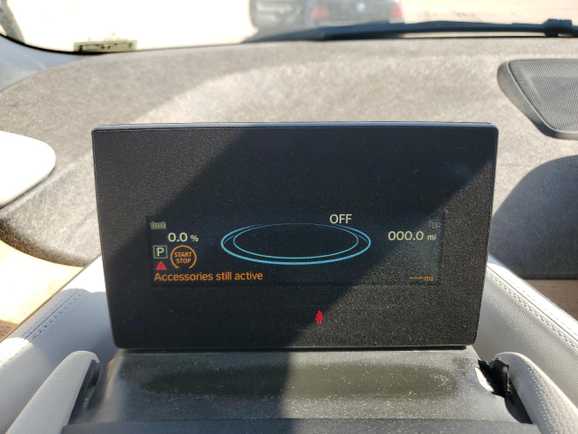 OFF
0.0 %
000.0 mi
P
START
STOP
Accessories still active